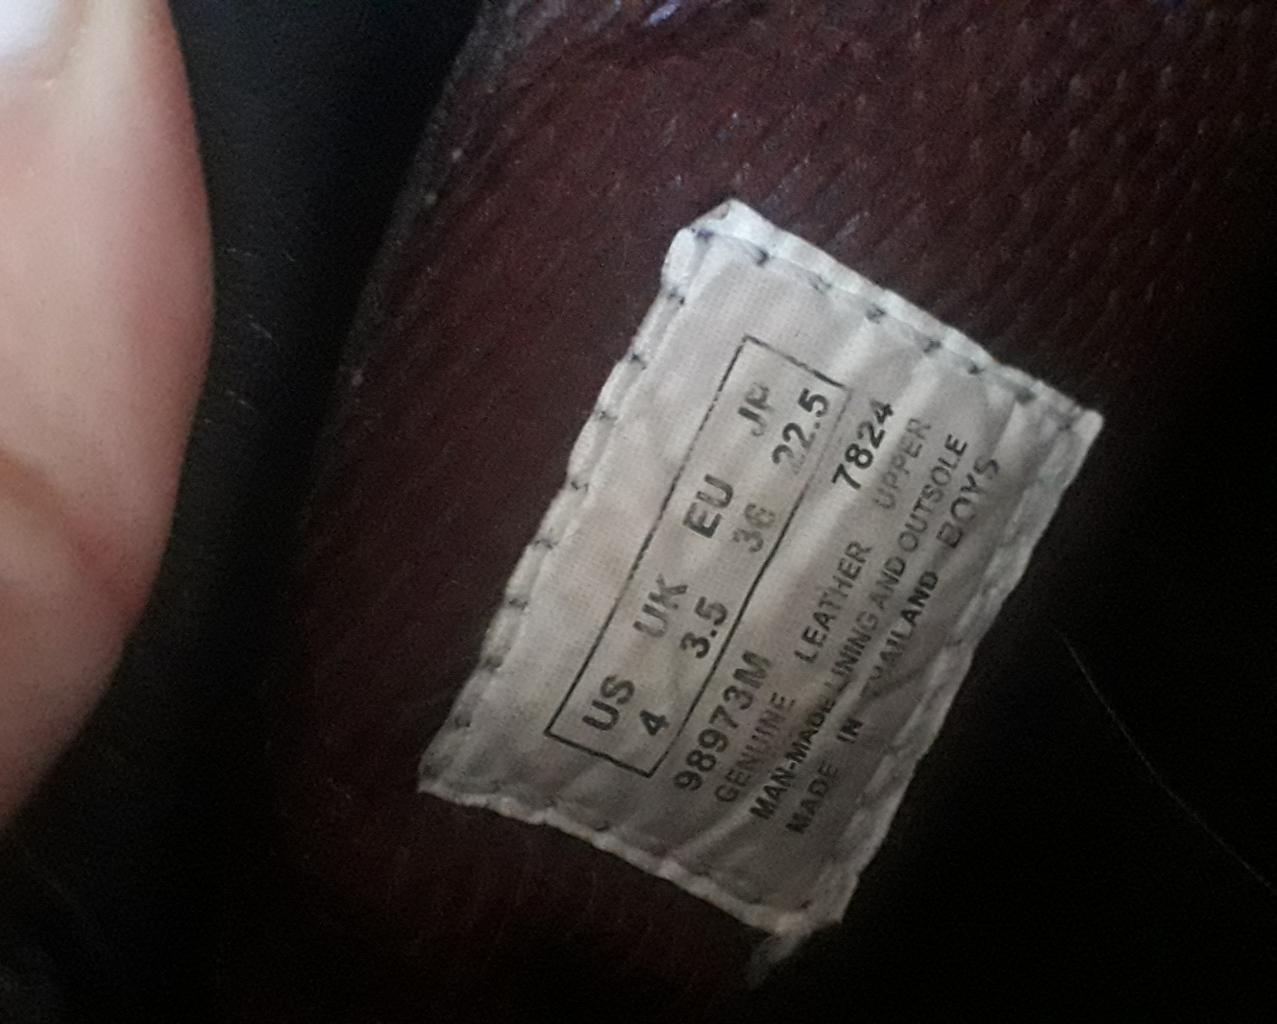 US UK EU JP
4 3.5 36 22.5
98973M 7824
GENUINE LEATHER UPPER
MAN-MADE LINING AND OUTSOLE
MADE IN THAILAND BOYS